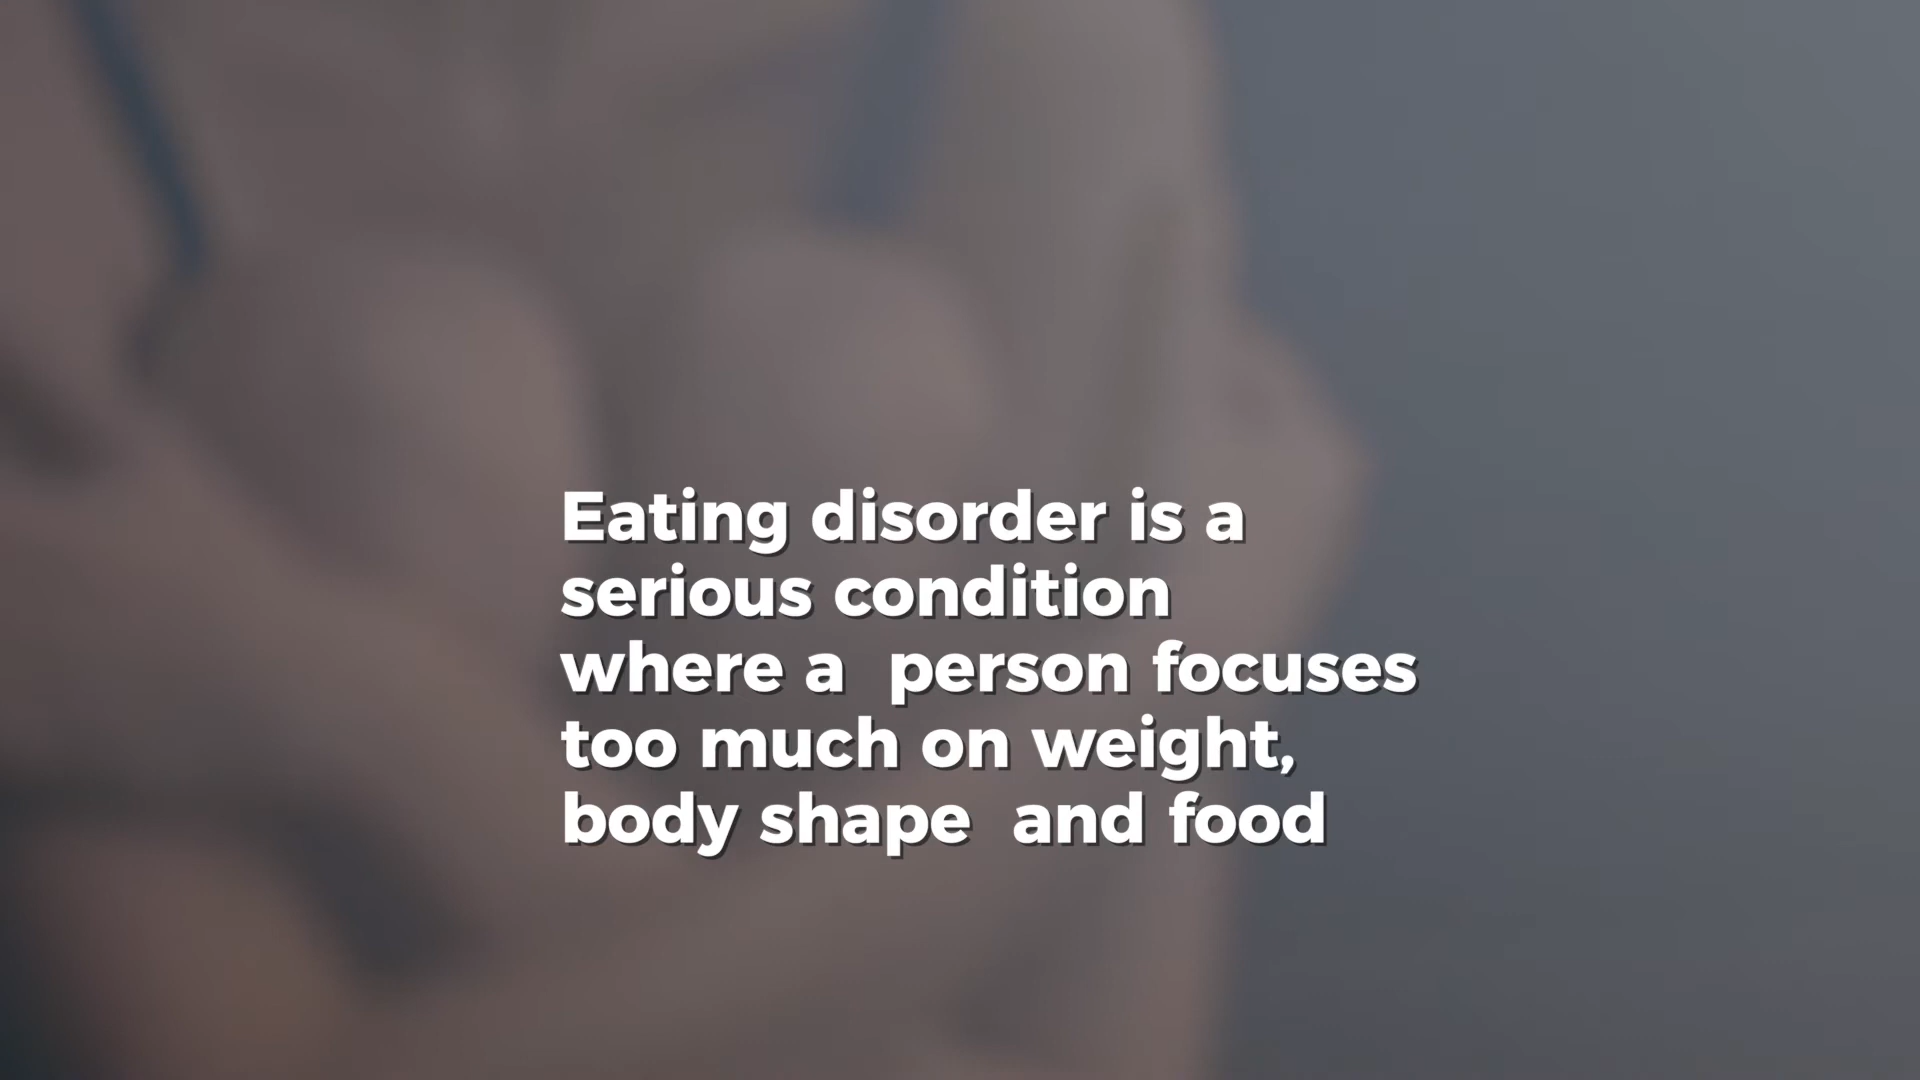 Eating disorder is a
serious condition
where a  person focuses
too much on weight,
body shape  and food